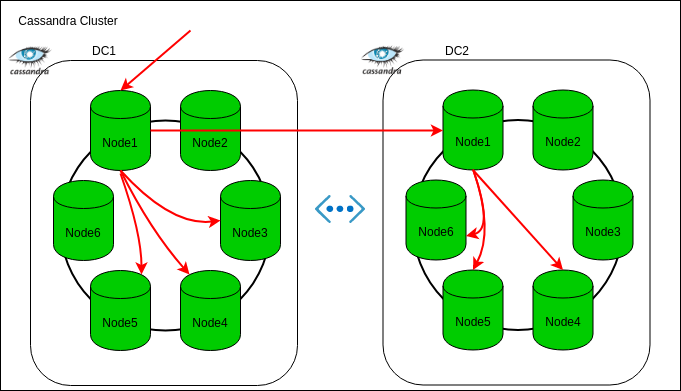 Cassandra Cluster
DC1
DC2
cassandra
cassandra
Node1
Node2
Node1
Node2
Node6
Node3
Node6
Node3
Node5
Node4
Node5
Node4